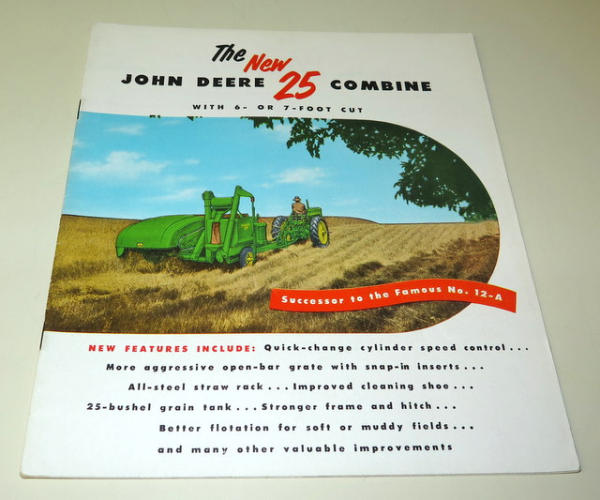 The New
JOHN DEERE 25 COMBINE
WITH 6- OR 7-FOOT CUT
Successor to the Famous No. 12-A
NEW FEATURES INCLUDE: Quick-change cylinder speed control...
More aggressive open-bar grate with snap-in inserts...
All-steel straw rack... Improved cleaning shoe...
25-bushel grain tank... Stronger frame and hitch...
Better flotation for soft or muddy fields...
and many other valuable improvements